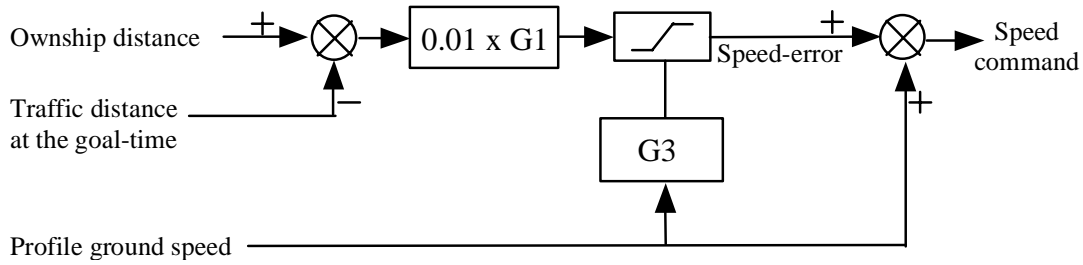 Ownship distance
+
0.01 x G1
Speed-error
+
Speed
command
−
+
Traffic distance
at the goal-time
G3
Profile ground speed